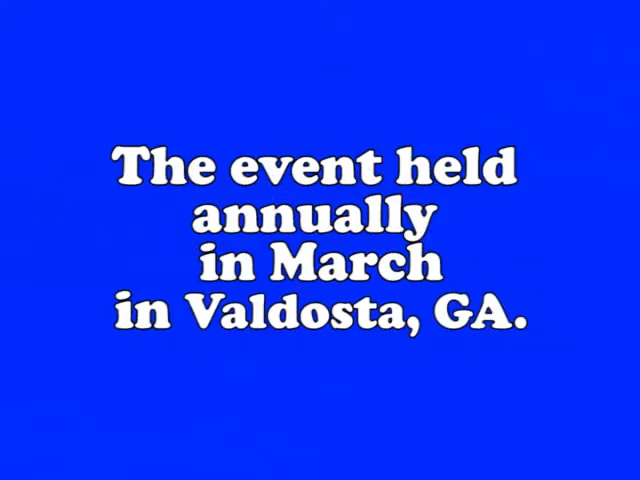 The event held
annually
in March
in Valdosta, GA.